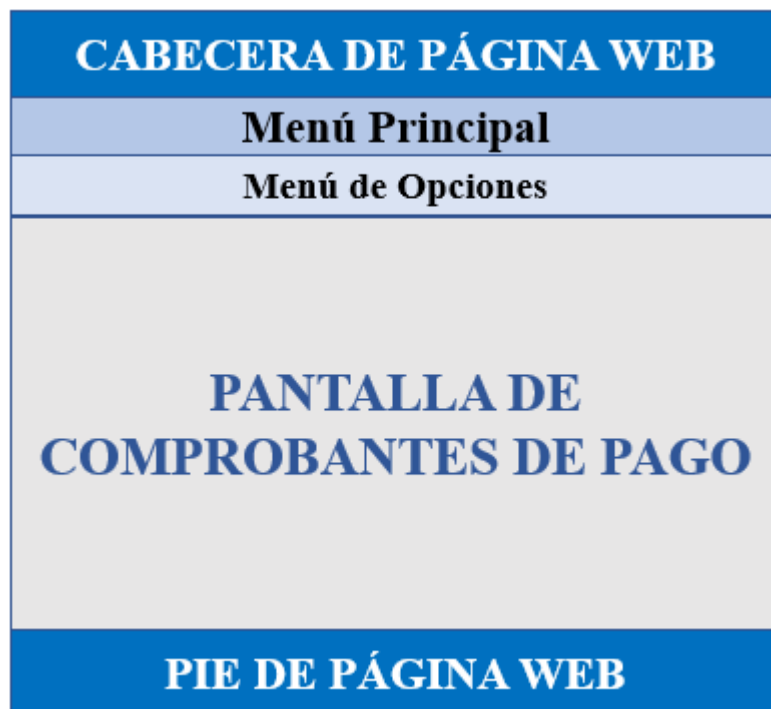 CABECERA DE PÁGINA WEB
Menú Principal
Menú de Opciones
PANTALLA DE
COMPROBANTES DE PAGO
PIE DE PÁGINA WEB